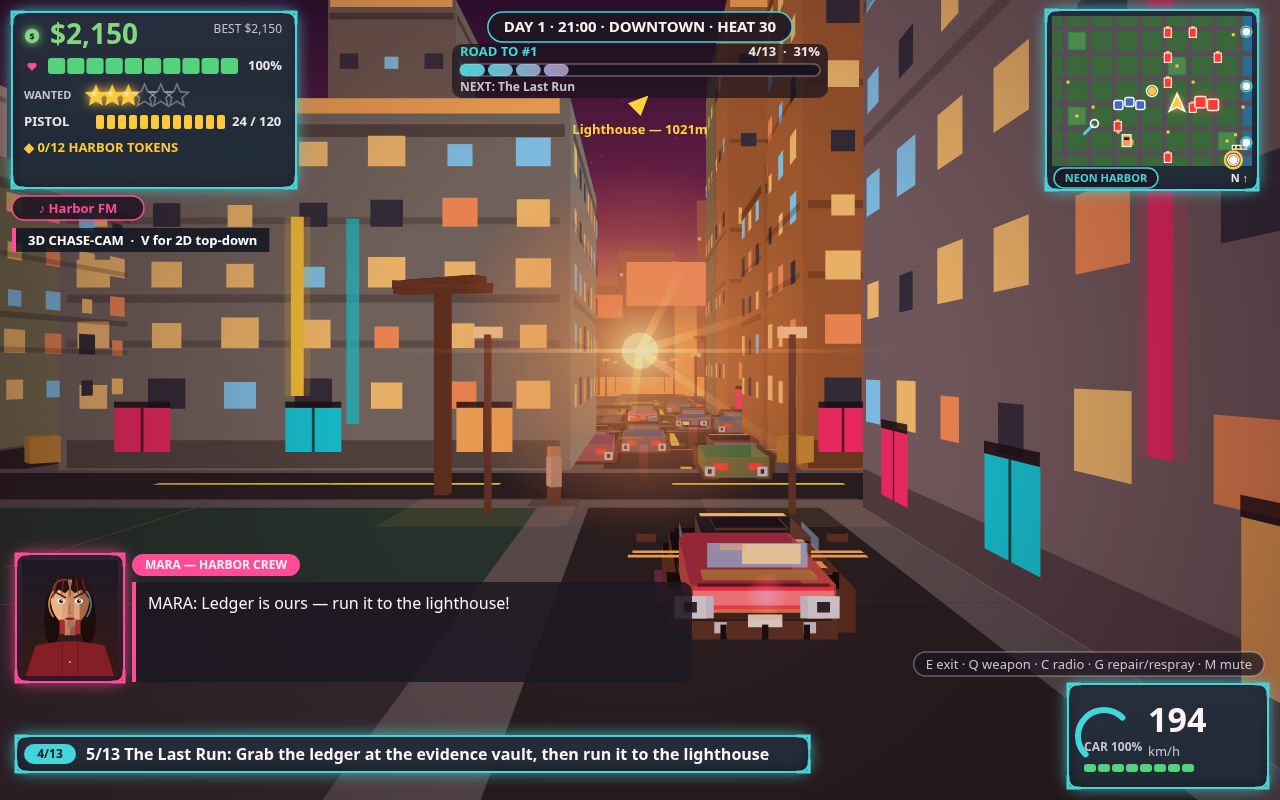 $ $2,150 BEST $2,150
100%
WANTED
PISTOL 24 / 120
◆ 0/12 HARBOR TOKENS
♪ Harbor FM
3D CHASE-CAM · V for 2D top-down
DAY 1 · 21:00 · DOWNTOWN · HEAT 30
ROAD TO #1 4/13 · 31%
NEXT: The Last Run
Lighthouse — 1021m
NEON HARBOR N ↑
MARA — HARBOR CREW
MARA: Ledger is ours — run it to the lighthouse!
E exit · Q weapon · C radio · G repair/respray · M mute
194
CAR 100% km/h
4/13 5/13 The Last Run: Grab the ledger at the evidence vault, then run it to the lighthouse